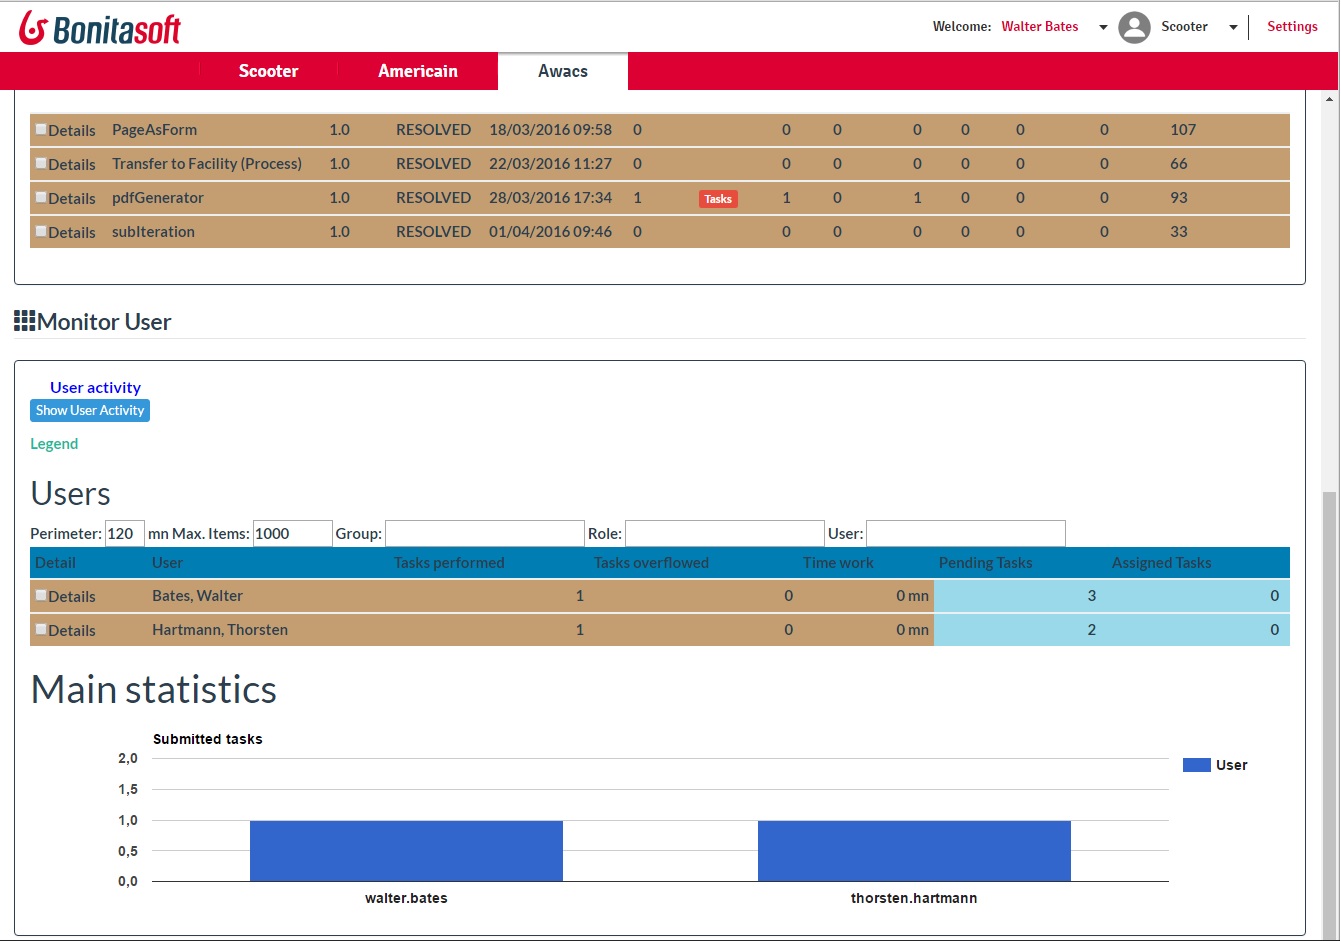 Bonitasoft Welcome: Walter Bates Scooter Settings
Scooter Americain Awacs
Details PageAsForm 1.0 RESOLVED 18/03/2016 09:58 0 0 0 0 0 0 0 107
Details Transfer to Facility (Process) 1.0 RESOLVED 22/03/2016 11:27 0 0 0 0 0 0 0 66
Details pdfGenerator 1.0 RESOLVED 28/03/2016 17:34 1 Tasks 1 0 1 0 0 0 93
Details subIteration 1.0 RESOLVED 01/04/2016 09:46 0 0 0 0 0 0 0 33
Monitor User
User activity
Show User Activity
Legend
Users
Perimeter: 120 mn Max. Items: 1000 Group: Role: User:
Detail User Tasks performed Tasks overflowed Time work Pending Tasks Assigned Tasks
Details Bates, Walter 1 0 0 mn 3 0
Details Hartmann, Thorsten 1 0 0 mn 2 0
Main statistics
Submitted tasks
2,0 User
1,5
1,0
0,5
0,0
walter.bates thorsten.hartmann